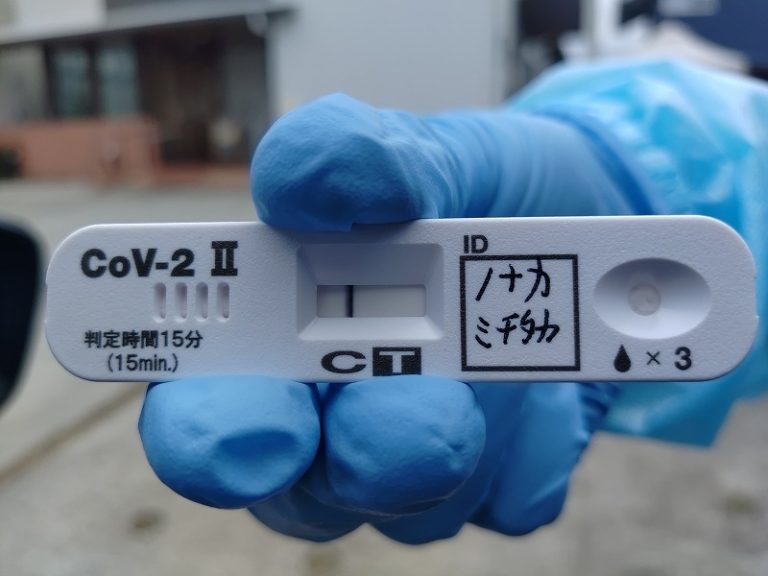 CoV-2 II
判定時間15分
(15min.)
C T
ID
ノナカ
ミチタカ
× 3